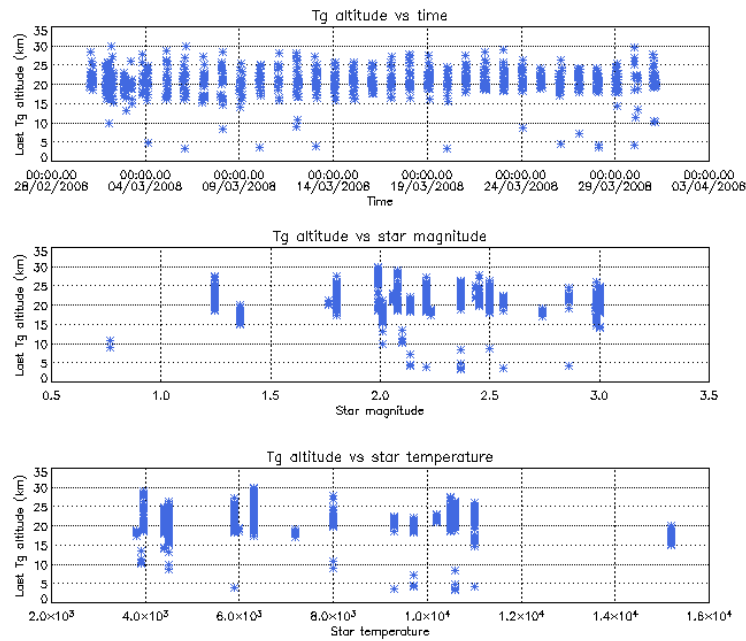 Tg altitude vs time
Last Tg altitude (km)
35
30
25
20
15
10
5
0
00:00.00 00:00.00 00:00.00 00:00.00 00:00.00 00:00.00 00:00.00 00:00.00
28/02/2008 04/03/2008 09/03/2008 14/03/2008 19/03/2008 24/03/2008 29/03/2008 03/04/2008
Time
Tg altitude vs star magnitude
Last Tg altitude (km)
35
30
25
20
15
10
5
0
0.5 1.0 1.5 2.0 2.5 3.0 3.5
Star magnitude
Tg altitude vs star temperature
Last Tg altitude (km)
35
30
25
20
15
10
5
0
2.0×10³ 4.0×10³ 6.0×10³ 8.0×10³ 1.0×10⁴ 1.2×10⁴ 1.4×10⁴ 1.6×10⁴
Star temperature